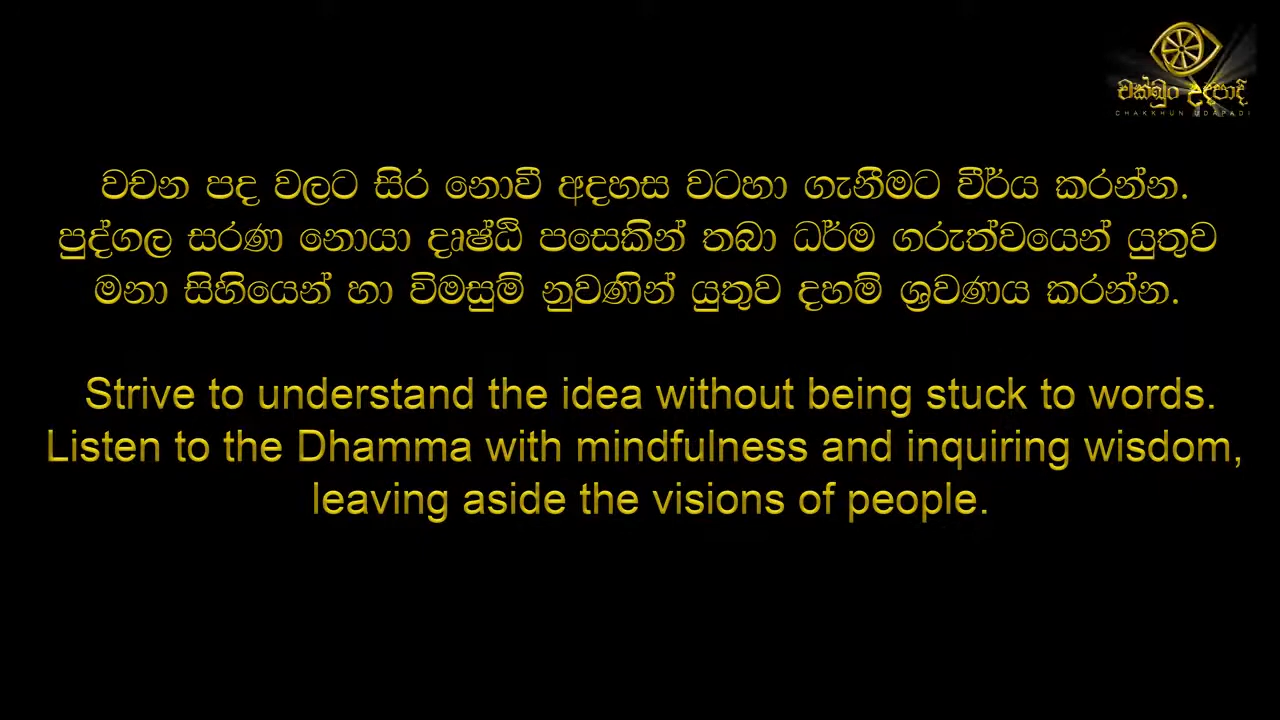 චක්ඛුං උදපාදි
CHAKKHUN UDAPADI
වචන පද වලට සිර නොවී අදහස වටහා ගැනීමට වීර්ය කරන්න.
පුද්ගල සරණ නොයා දෘෂ්ඨි පසෙකින් තබා ධර්ම ගරුත්වයෙන් යුතුව
මනා සිහියෙන් හා විමසුම් නුවණින් යුතුව දහම් ශ්‍රවණය කරන්න.
Strive to understand the idea without being stuck to words.
Listen to the Dhamma with mindfulness and inquiring wisdom,
leaving aside the visions of people.